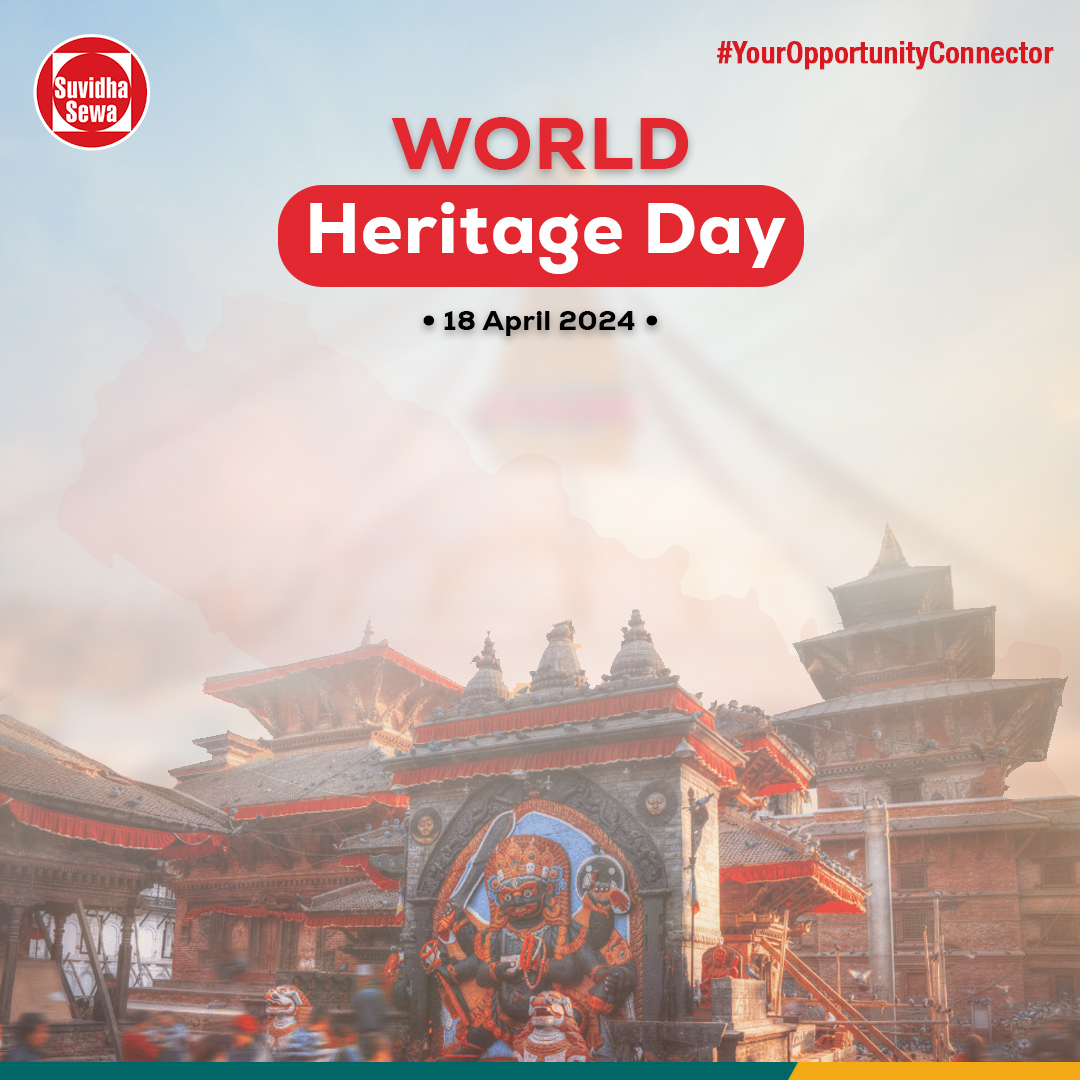 Suvidha
Sewa
#YourOpportunityConnector
WORLD
Heritage Day
• 18 April 2024 •